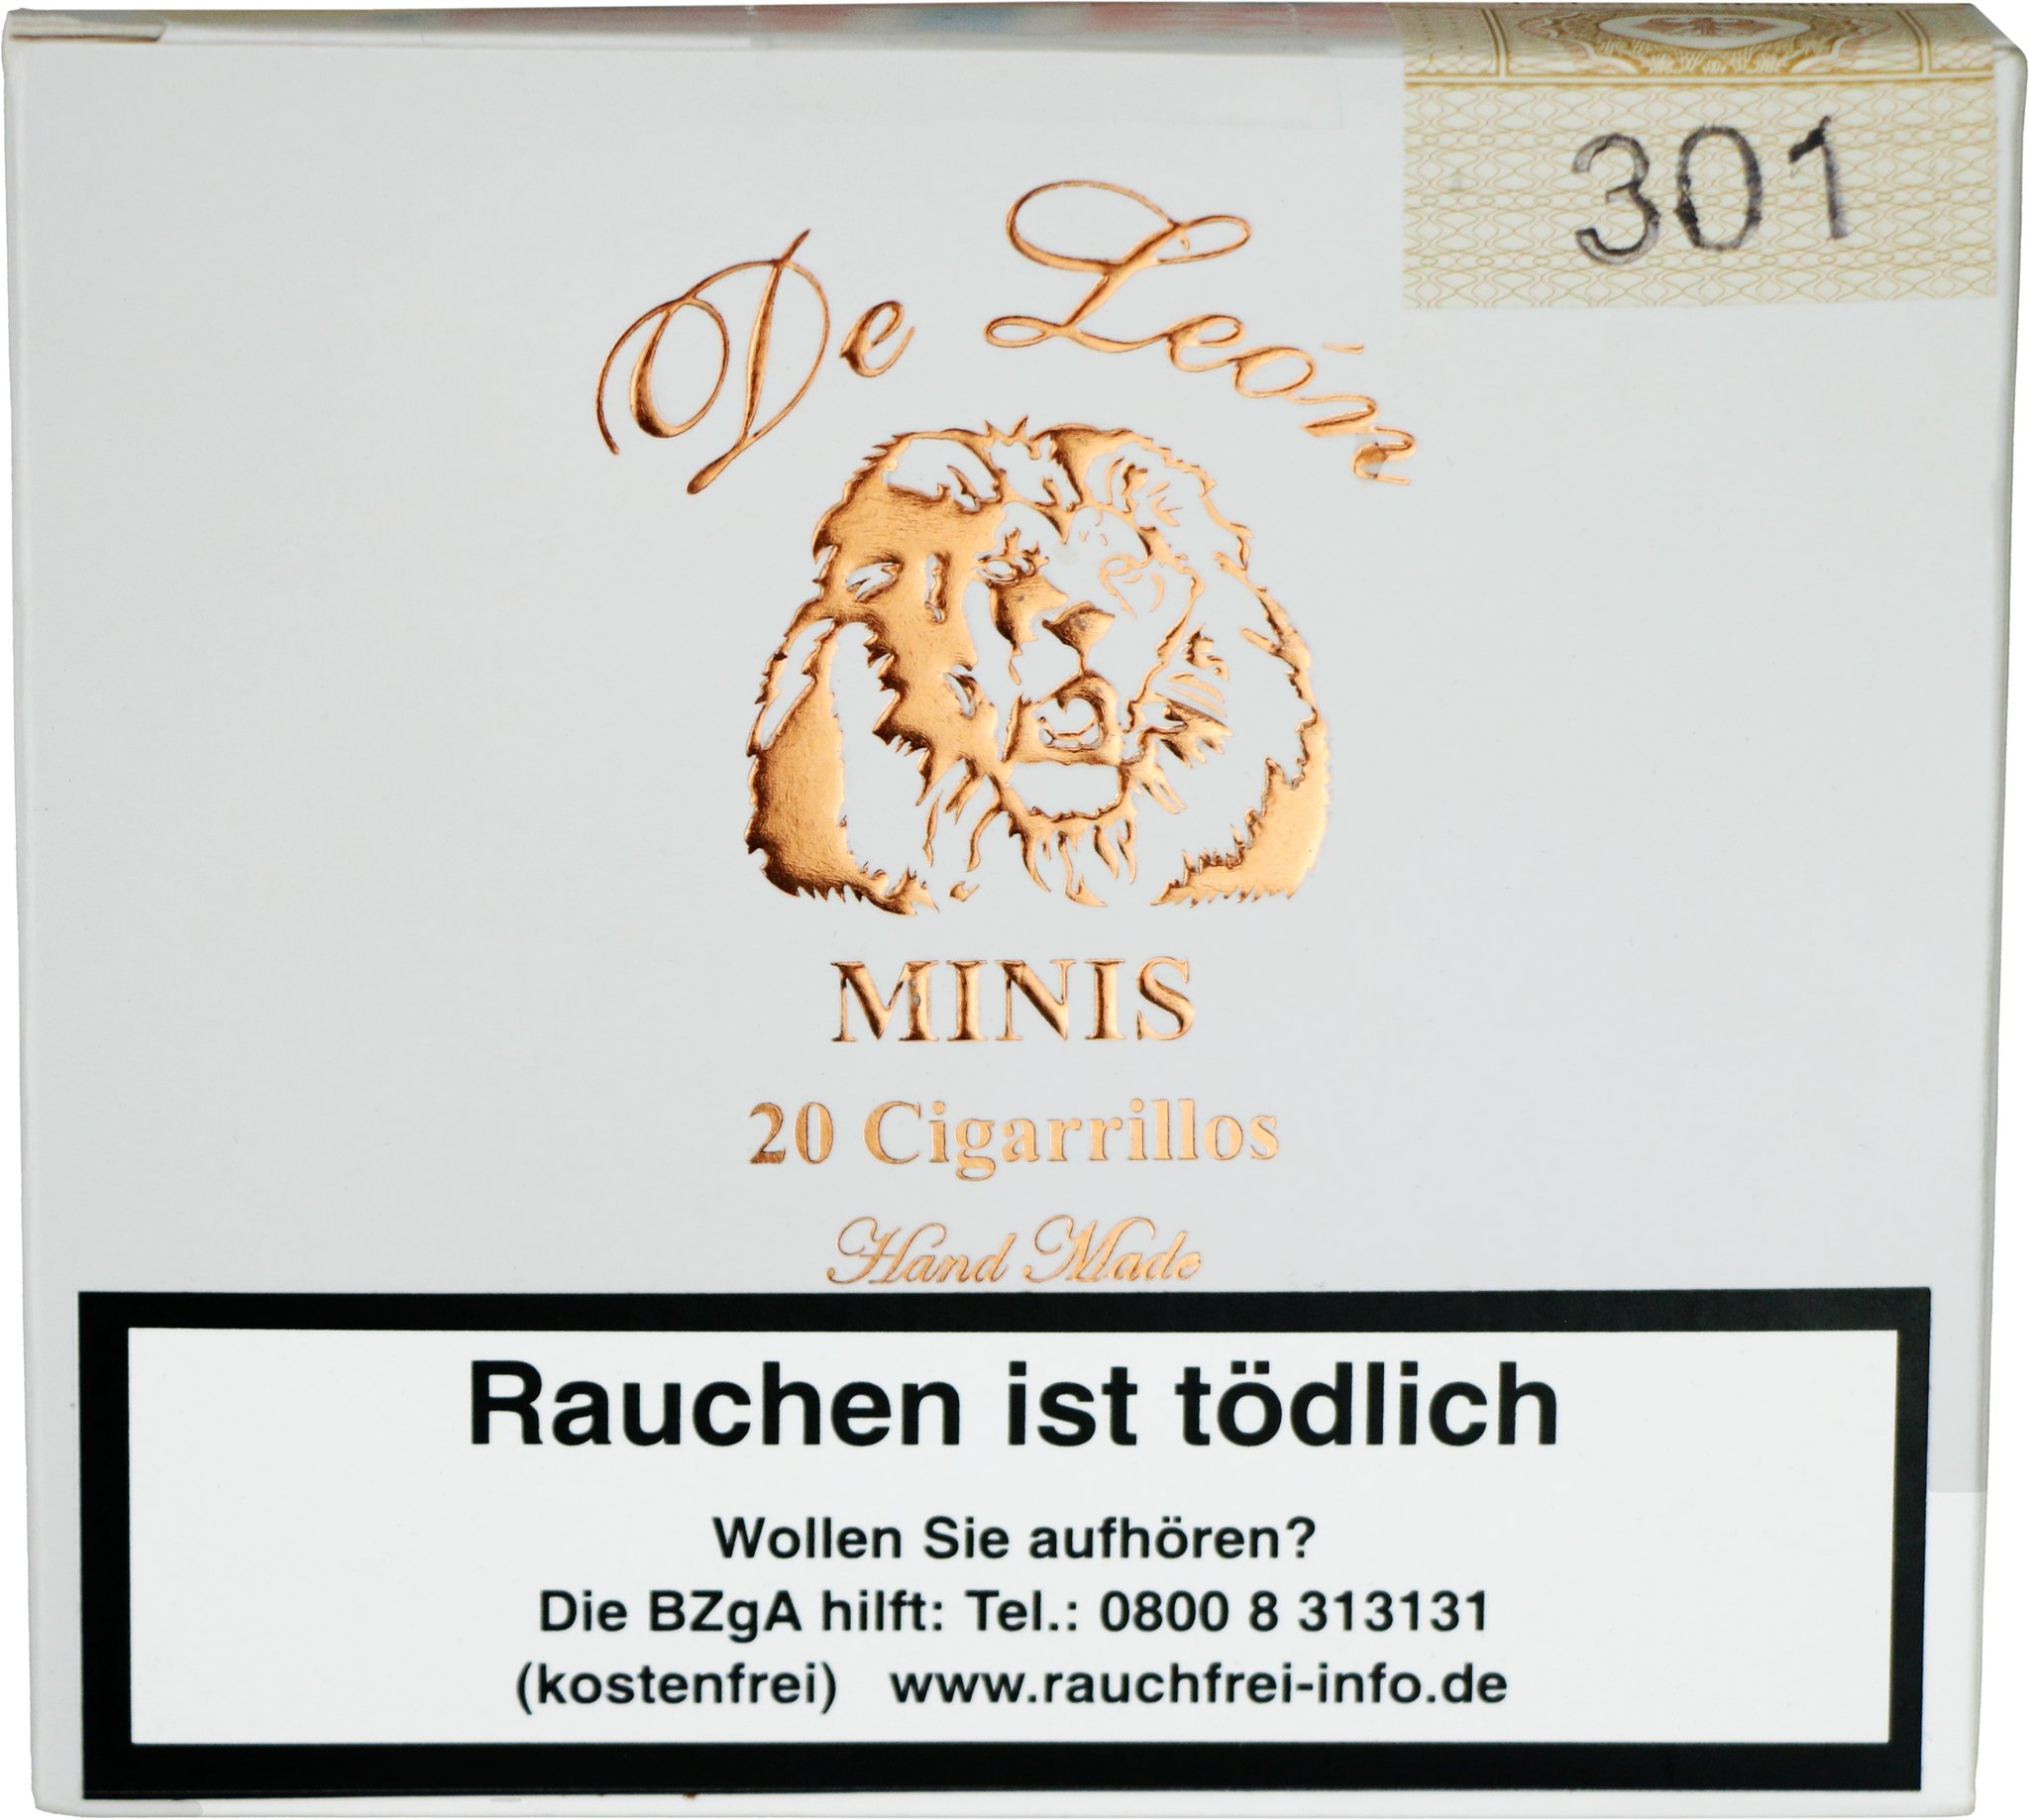 301
De León
MINIS
20 Cigarrillos
Hand Made
Rauchen ist tödlich
Wollen Sie aufhören?
Die BZgA hilft: Tel.: 0800 8 313131
(kostenfrei) www.rauchfrei-info.de